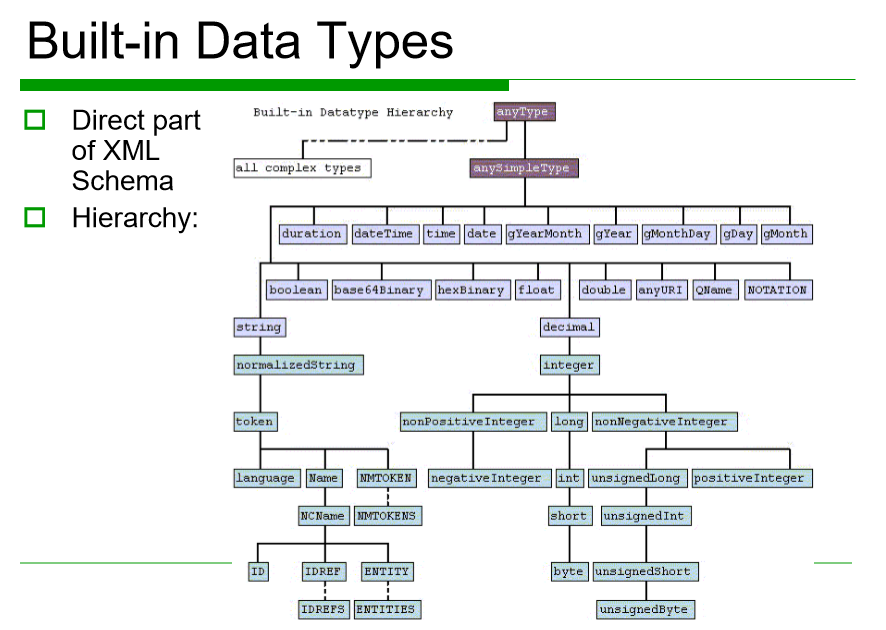 Built-in Data Types
Direct part
of XML
Schema
Hierarchy:
Built-in Datatype Hierarchy
anyType
all complex types
anySimpleType
duration dateTime time date gYearMonth gYear gMonthDay gDay gMonth
boolean base64Binary hexBinary float double anyURI QName NOTATION
string decimal
normalizedString integer
token nonPositiveInteger long nonNegativeInteger
language Name NMTOKEN negativeInteger int unsignedLong positiveInteger
NCName NMTOKENS short unsignedInt
ID IDREF ENTITY byte unsignedShort
IDREFS ENTITIES unsignedByte